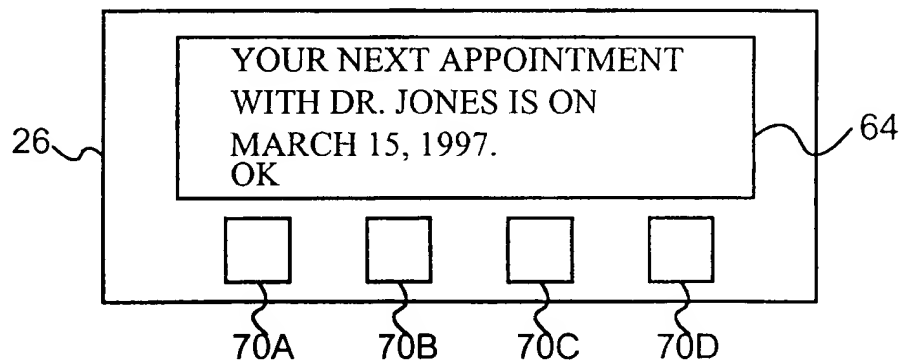 YOUR NEXT APPOINTMENT
WITH DR. JONES IS ON
MARCH 15, 1997.
OK
26
64
70A 70B 70C 70D